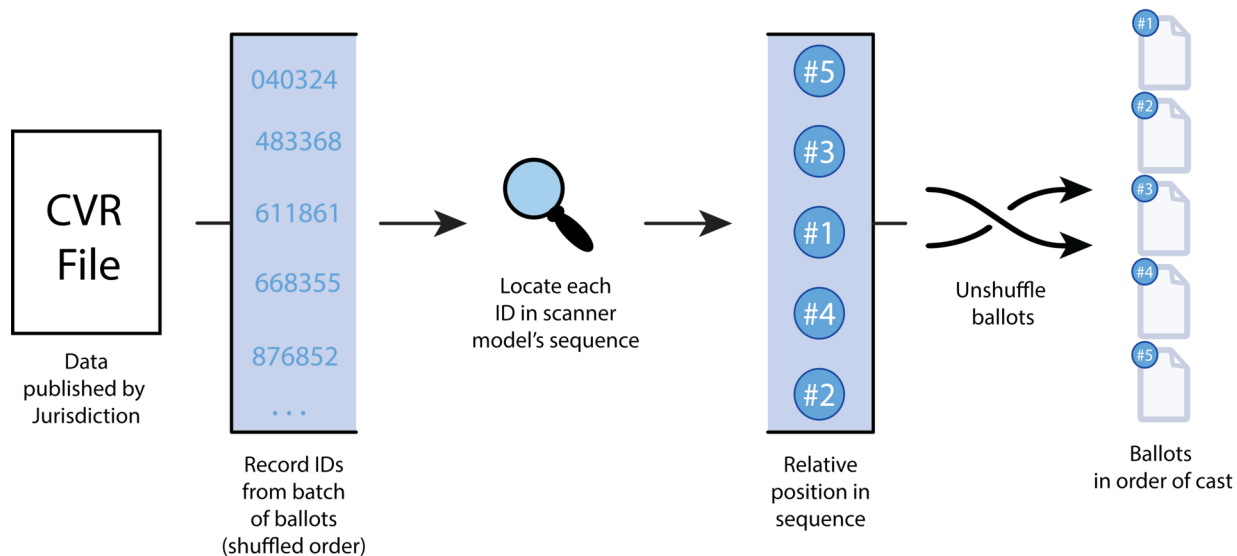 CVR
File
Data
published by
Jurisdiction
040324
483368
611861
668355
876852
...
Record IDs
from batch
of ballots
(shuffled order)
Locate each
ID in scanner
model's sequence
#5
#3
#1
#4
#2
Relative
position in
sequence
Unshuffle
ballots
#1
#2
#3
#4
#5
Ballots
in order of cast